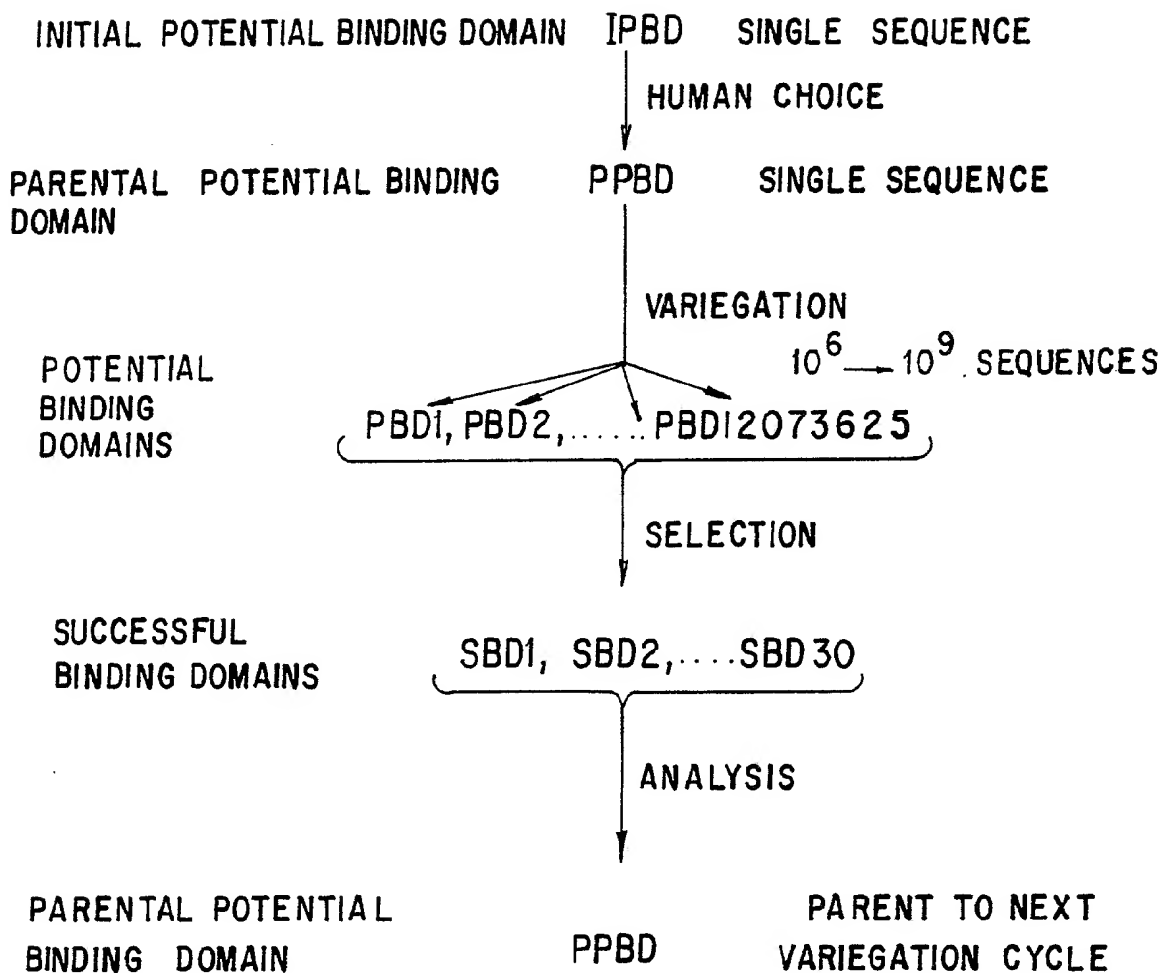 INITIAL POTENTIAL BINDING DOMAIN IPBD SINGLE SEQUENCE
HUMAN CHOICE
PARENTAL POTENTIAL BINDING PPBD SINGLE SEQUENCE
DOMAIN
VARIEGATION
10^6 → 10^9 SEQUENCES
POTENTIAL
BINDING
DOMAINS
PBD1, PBD2, ...... PBD12073625
SELECTION
SUCCESSFUL
BINDING DOMAINS
SBD1, SBD2, .... SBD30
ANALYSIS
PARENTAL POTENTIAL
BINDING DOMAIN
PPBD
PARENT TO NEXT
VARIEGATION CYCLE